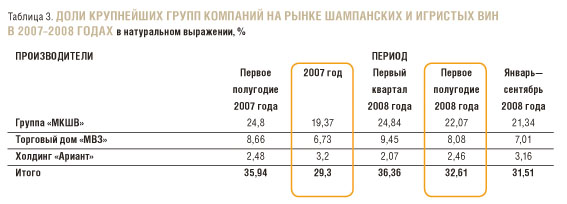 Таблица 3. ДОЛИ КРУПНЕЙШИХ ГРУПП КОМПАНИЙ НА РЫНКЕ ШАМПАНСКИХ И ИГРИСТЫХ ВИН
В 2007-2008 ГОДАХ в натуральном выражении, %
ПРОИЗВОДИТЕЛИ ПЕРИОД
Первое 2007 год Первый Первое Январь—
полугодие квартал полугодие сентябрь
2007 года 2008 года 2008 года 2008 года
Группа «МКШВ» 24,8 19,37 24,84 22,07 21,34
Торговый дом «МВЗ» 8,66 6,73 9,45 8,08 7,01
Холдинг «Ариант» 2,48 3,2 2,07 2,46 3,16
Итого 35,94 29,3 36,36 32,61 31,51